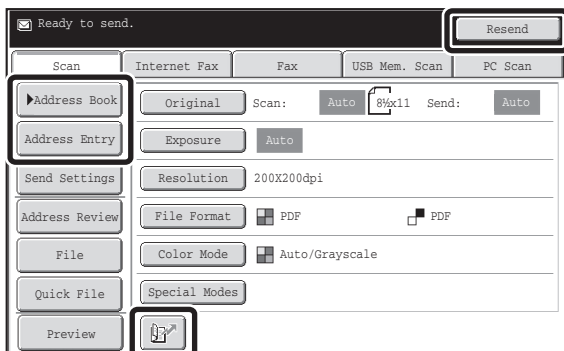 Ready to send.
Resend
Scan Internet Fax Fax USB Mem. Scan PC Scan
Address Book Original Scan: Auto 8½x11 Send: Auto
Address Entry Exposure Auto
Send Settings Resolution 200X200dpi
Address Review File Format PDF PDF
File Color Mode Auto/Grayscale
Quick File Special Modes
Preview